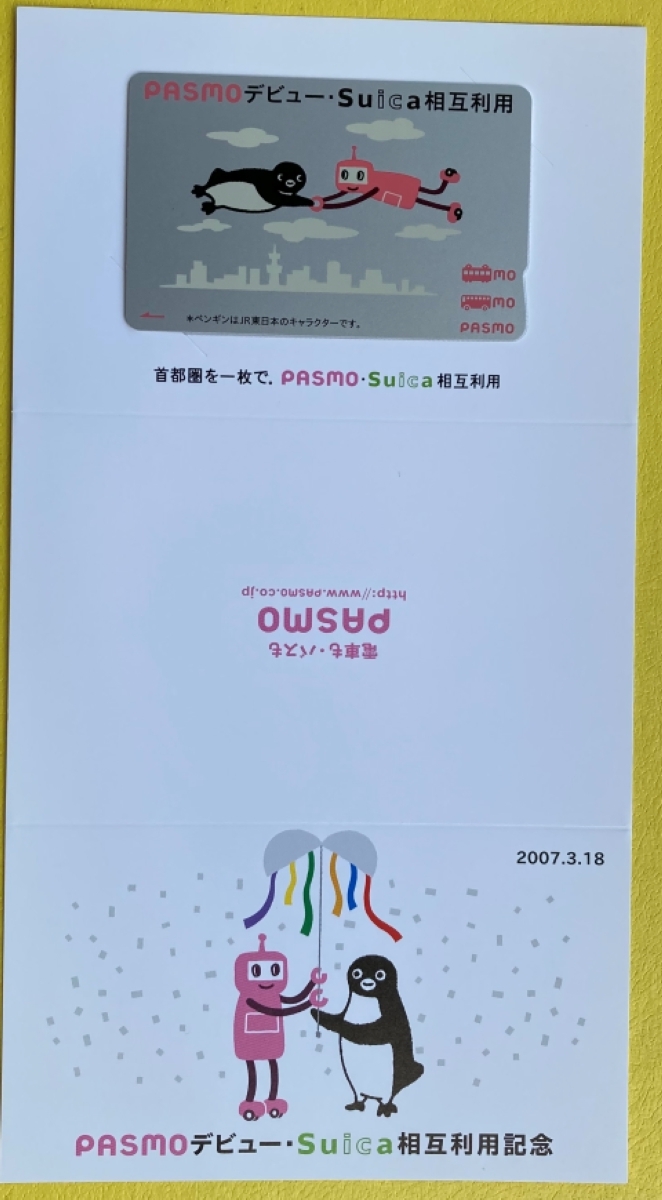 PASMOデビュー・Suica相互利用
mo
mo
PASMO
＊ペンギンはJR東日本のキャラクターです。
首都圏を一枚で。PASMO・Suica相互利用
電車も・バスも
PASMO
http://www.PASMO.co.jp
2007.3.18
PASMOデビュー・Suica相互利用記念